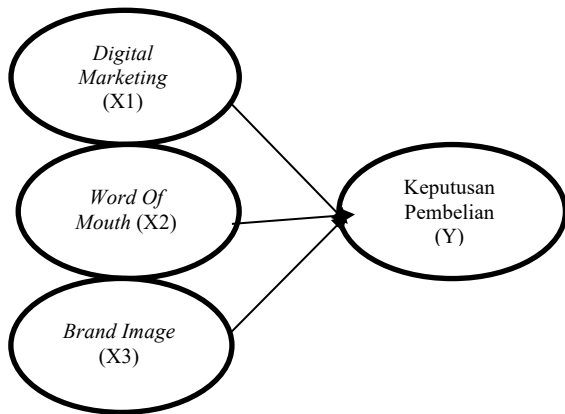 Digital
Marketing
(X1)
Word Of
Mouth (X2)
Brand Image
(X3)
Keputusan
Pembelian
(Y)